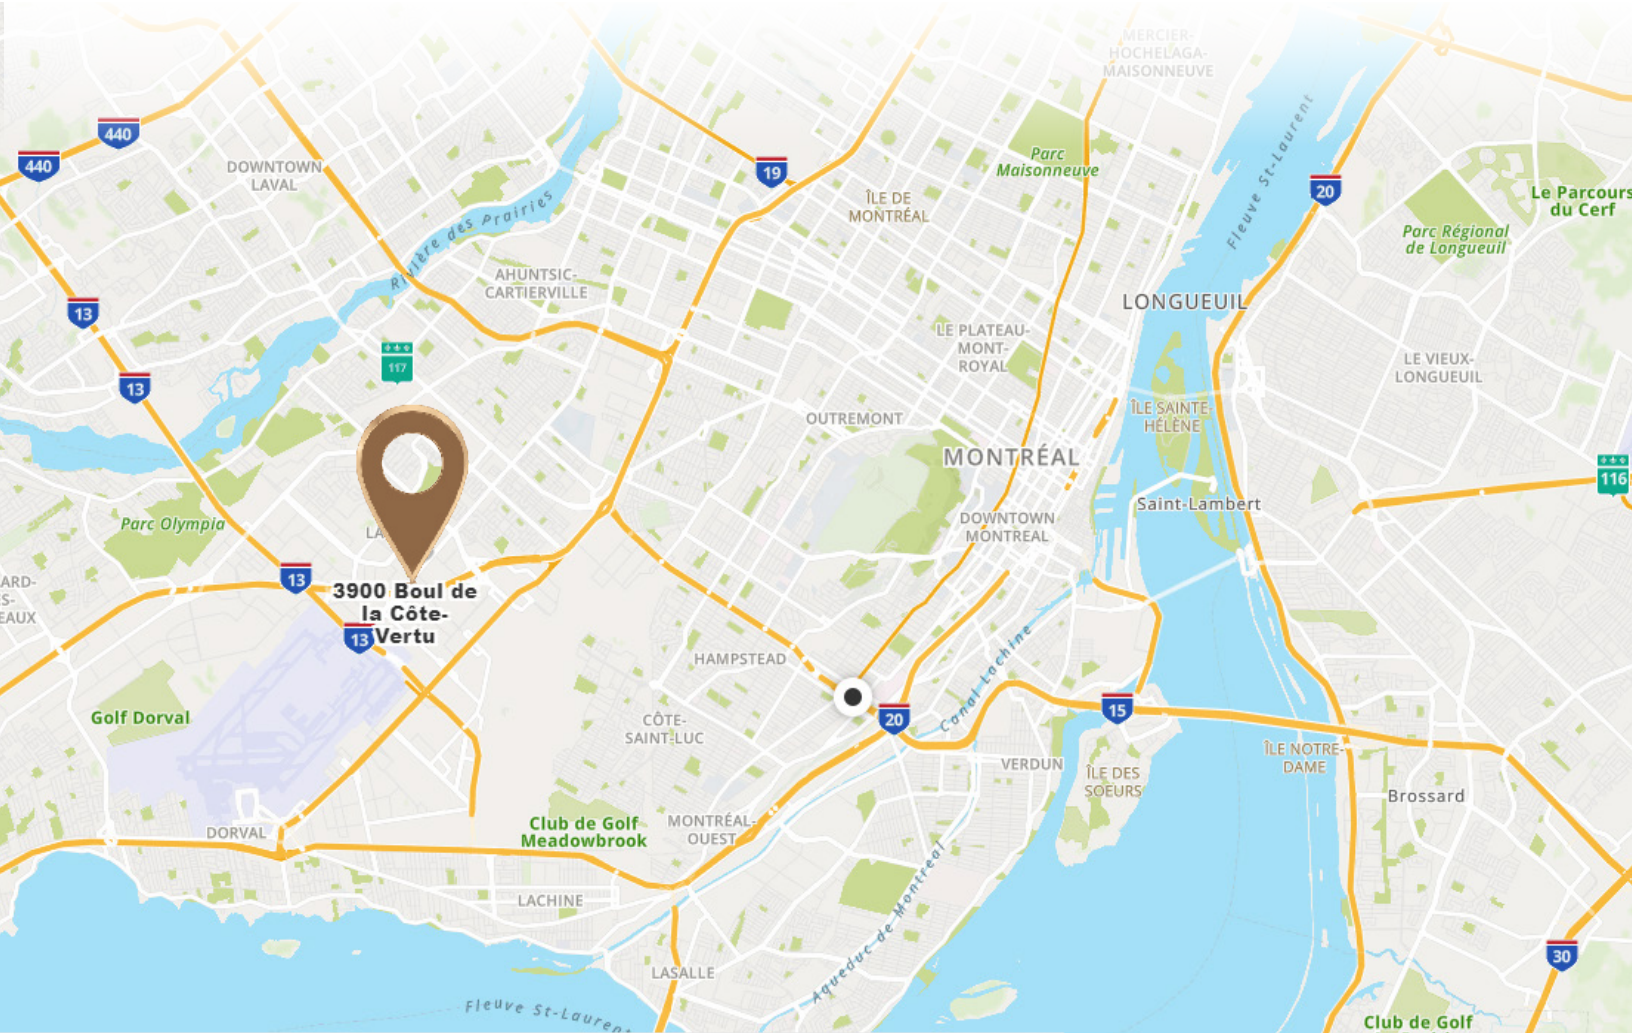 MERCIER-
HOCHELAGA-
MAISONNEUVE
440
440
19
DOWNTOWN
LAVAL
Parc
Maisonneuve
Fleuve St-Laurent
20
Le Parcours
du Cerf
ÎLE DE
MONTRÉAL
Rivière des Prairies
Parc Régional
de Longueuil
AHUNTSIC-
CARTIERVILLE
13
LONGUEUIL
LE PLATEAU-
MONT-
ROYAL
117
LE VIEUX-
LONGUEUIL
13
OUTREMONT
ÎLE SAINTE-
HÉLÈNE
MONTRÉAL
116
Saint-Lambert
Parc Olympia
LA
DOWNTOWN
MONTREAL
13
ARD-
S-
EAUX
3900 Boul de
la Côte-
Vertu
13
HAMPSTEAD
Canal Lachine
Golf Dorval
20
15
CÔTE-
SAINT-LUC
VERDUN
ÎLE NOTRE-
DAME
ÎLE DES
SOEURS
Brossard
DORVAL
Club de Golf
Meadowbrook
MONTRÉAL-
OUEST
LACHINE
Aqueduc de Montreal
30
LASALLE
Fleuve St-Lauren
Club de Golf